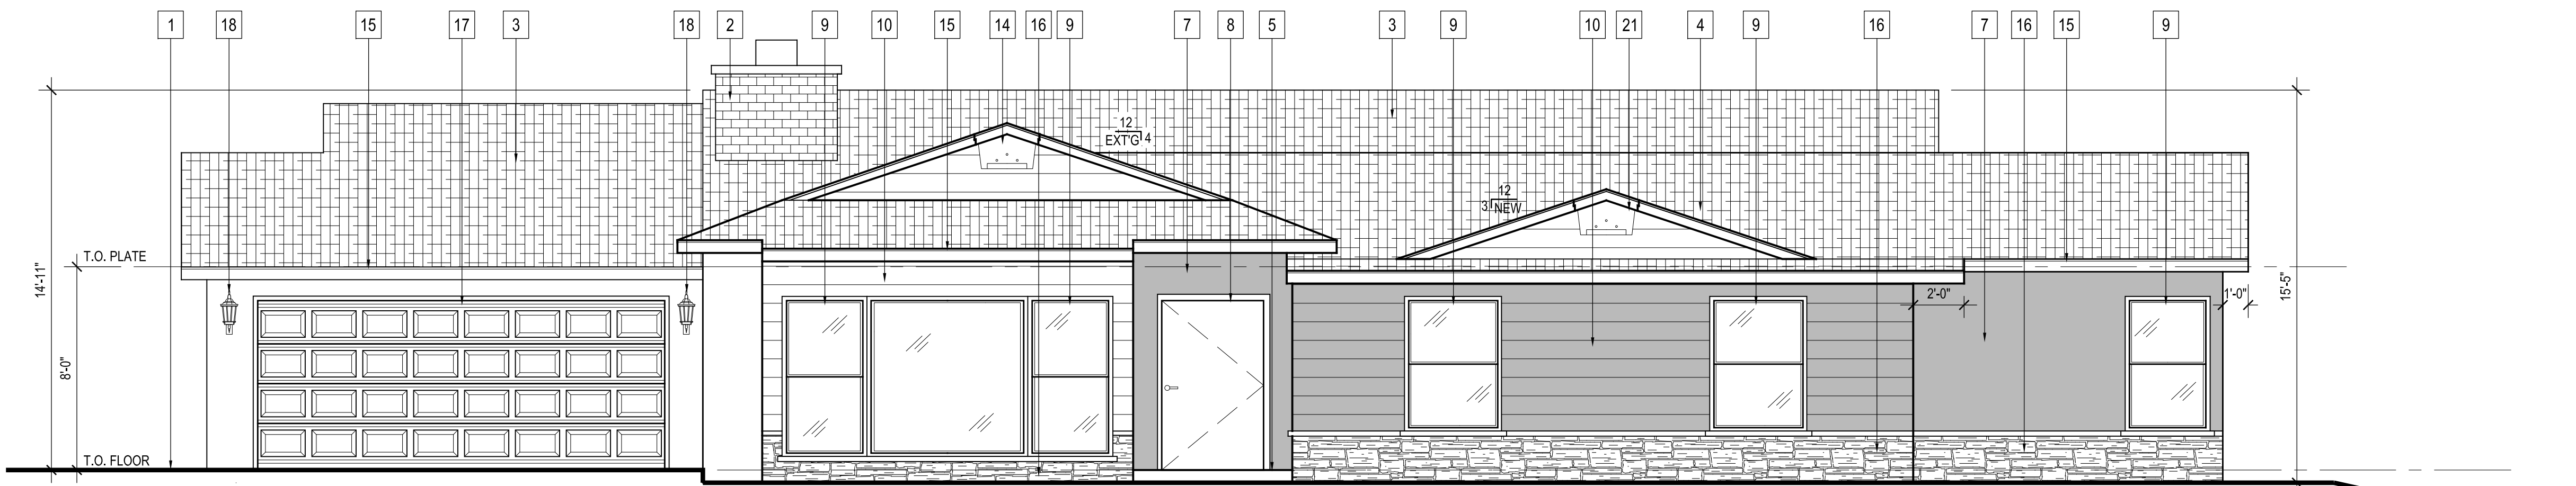 1 18 15 17 3 18 2 9 10 15 14 16 9 7 8 5 3 9 10 21 4 9 16 7 16 15 9
12
EXT'G 4
12
3 NEW
T.O. PLATE
14'-11"
15'-5"
2'-0"
1'-0"
8'-0"
T.O. FLOOR